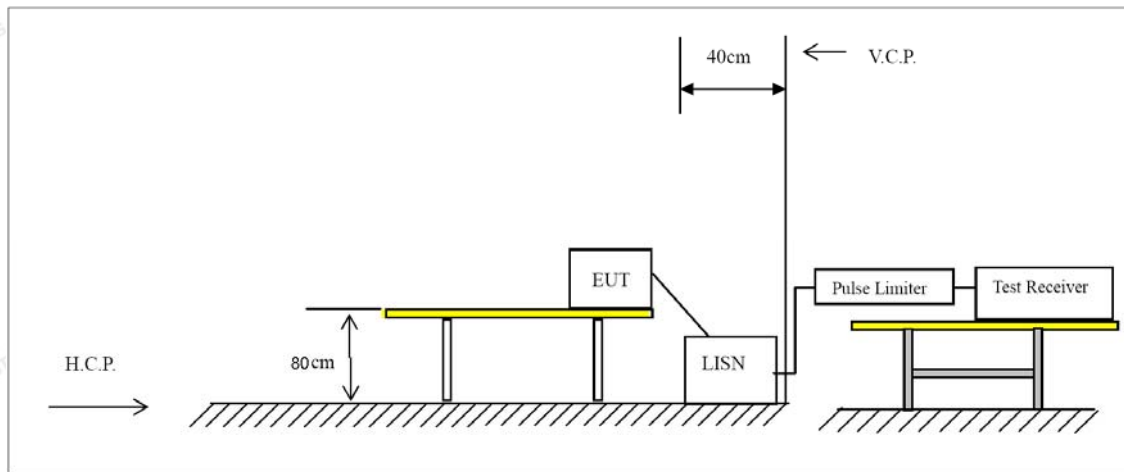 40cm
V.C.P.
EUT
Pulse Limiter
Test Receiver
H.C.P.
80cm
LISN